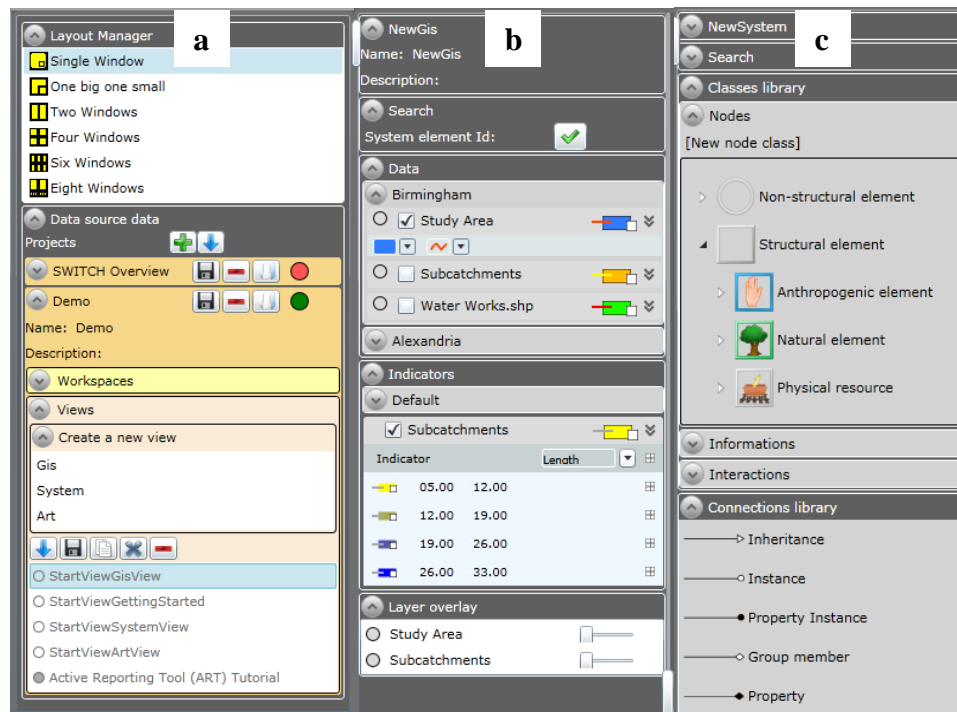 a
Layout Manager
Single Window
One big one small
Two Windows
Four Windows
Six Windows
Eight Windows
Data source data
Projects
SWITCH Overview
Demo
Name: Demo
Description:
Workspaces
Views
Create a new view
Gis
System
Art
StartViewGisView
StartViewGettingStarted
StartViewSystemView
StartViewArtView
Active Reporting Tool (ART) Tutorial
b
NewGis
Name: NewGis
Description:
Search
System element Id:
Data
Birmingham
Study Area
Subcatchments
Water Works.shp
Alexandria
Indicators
Default
Subcatchments
Indicator Length
05.00 12.00
12.00 19.00
19.00 26.00
26.00 33.00
Layer overlay
Study Area
Subcatchments
c
NewSystem
Search
Classes library
Nodes
[New node class]
Non-structural element
Structural element
Anthropogenic element
Natural element
Physical resource
Informations
Interactions
Connections library
Inheritance
Instance
Property Instance
Group member
Property